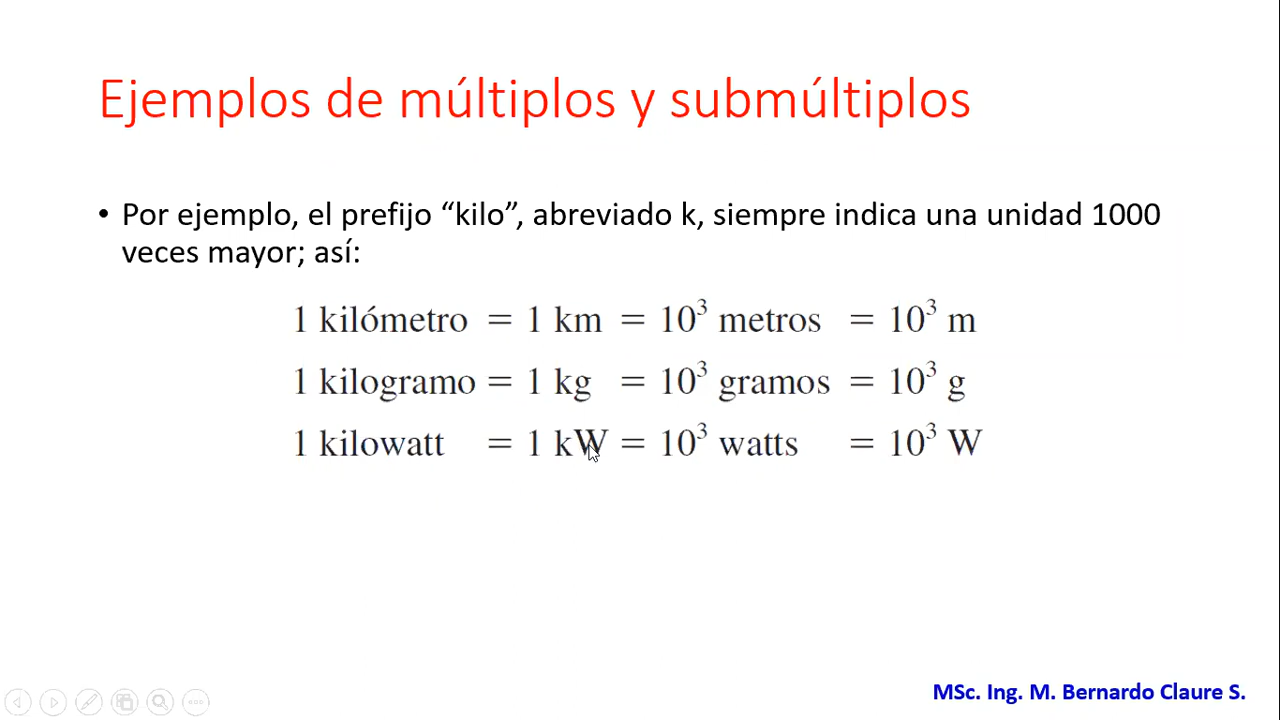 Ejemplos de múltiplos y submúltiplos
• Por ejemplo, el prefijo “kilo”, abreviado k, siempre indica una unidad 1000
veces mayor; así:
1 kilómetro = 1 km = 10³ metros = 10³ m
1 kilogramo = 1 kg = 10³ gramos = 10³ g
1 kilowatt = 1 kW = 10³ watts = 10³ W
MSc. Ing. M. Bernardo Claure S.